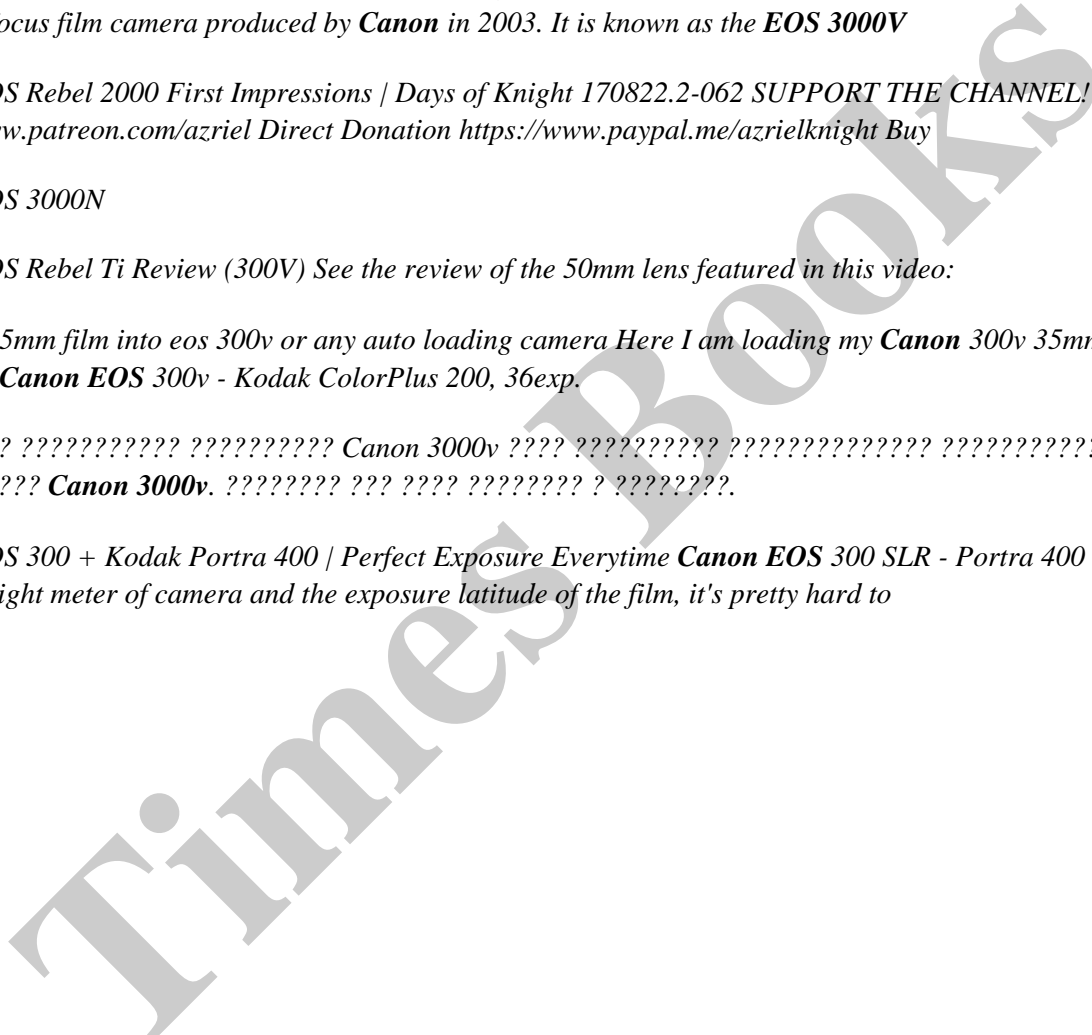 ocus film camera produced by Canon in 2003. It is known as the EOS 3000V
OS Rebel 2000 First Impressions | Days of Knight 170822.2-062 SUPPORT THE CHANNEL!
w.patreon.com/azriel Direct Donation https://www.paypal.me/azrielknight Buy
OS 3000N
OS Rebel Ti Review (300V) See the review of the 50mm lens featured in this video:
5mm film into eos 300v or any auto loading camera Here I am loading my Canon 300v 35mm
Canon EOS 300v - Kodak ColorPlus 200, 36exp.
? ??????????? ?????????? Canon 3000v ???? ?????????? ?????????????? ???????????
??? Canon 3000v. ???????? ??? ???? ???????? ? ????????.
OS 300 + Kodak Portra 400 | Perfect Exposure Everytime Canon EOS 300 SLR - Portra 400
ight meter of camera and the exposure latitude of the film, it's pretty hard to
Times Books